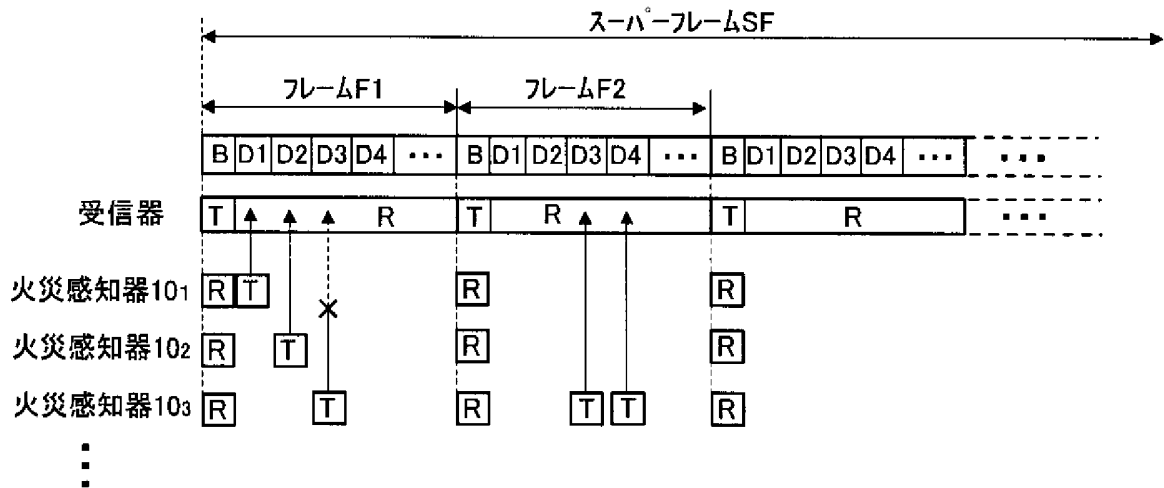 スーパーフレームSF
フレームF1 フレームF2
B D1 D2 D3 D4 ・・・ B D1 D2 D3 D4 ・・・ B D1 D2 D3 D4 ・・・ ・・・
受信器 T R T R T R ・・・
火災感知器10₁ R T R R
火災感知器10₂ R T R R
火災感知器10₃ R T R T T R